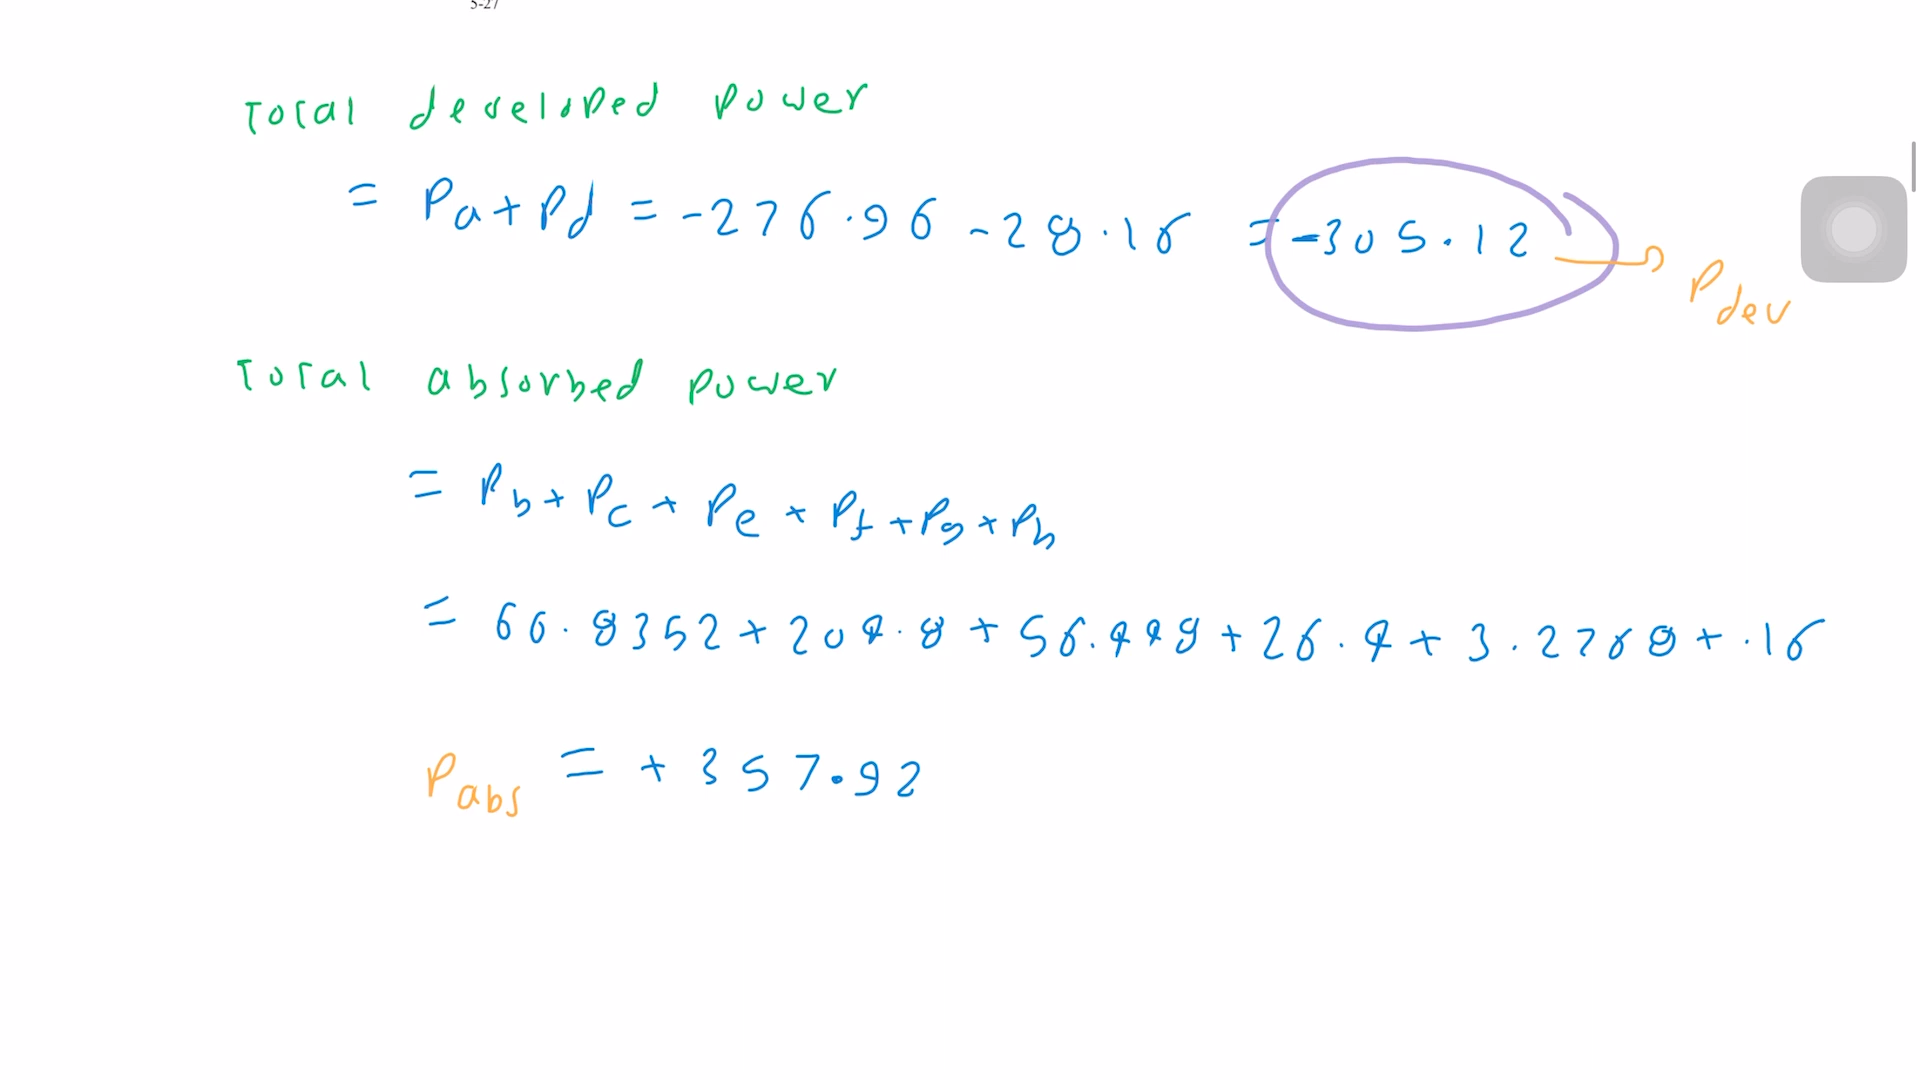 5-27
Total developed power
= Pa + Pd = -276.96 - 28.16 = -305.12
Pdev
Total absorbed power
= Pb + Pc + Pe + Pf + Pg + Ph
= 66.8352 + 204.8 + 56.448 + 26.4 + 3.2768 + .16
Pabs = + 357.92